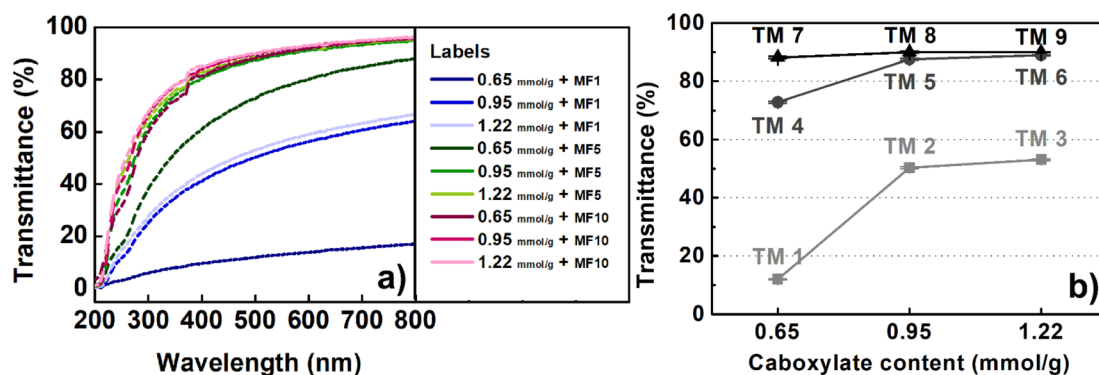 Transmittance (%)
100
80
60
40
20
0
200 300 400 500 600 700 800
Wavelength (nm)
a)
Labels
0.65 mmol/g + MF1
0.95 mmol/g + MF1
1.22 mmol/g + MF1
0.65 mmol/g + MF5
0.95 mmol/g + MF5
1.22 mmol/g + MF5
0.65 mmol/g + MF10
0.95 mmol/g + MF10
1.22 mmol/g + MF10
Transmittance (%)
100
80
60
40
20
0
TM 7 TM 8 TM 9
TM 4 TM 5 TM 6
TM 1 TM 2 TM 3
b)
0.65 0.95 1.22
Caboxylate content (mmol/g)